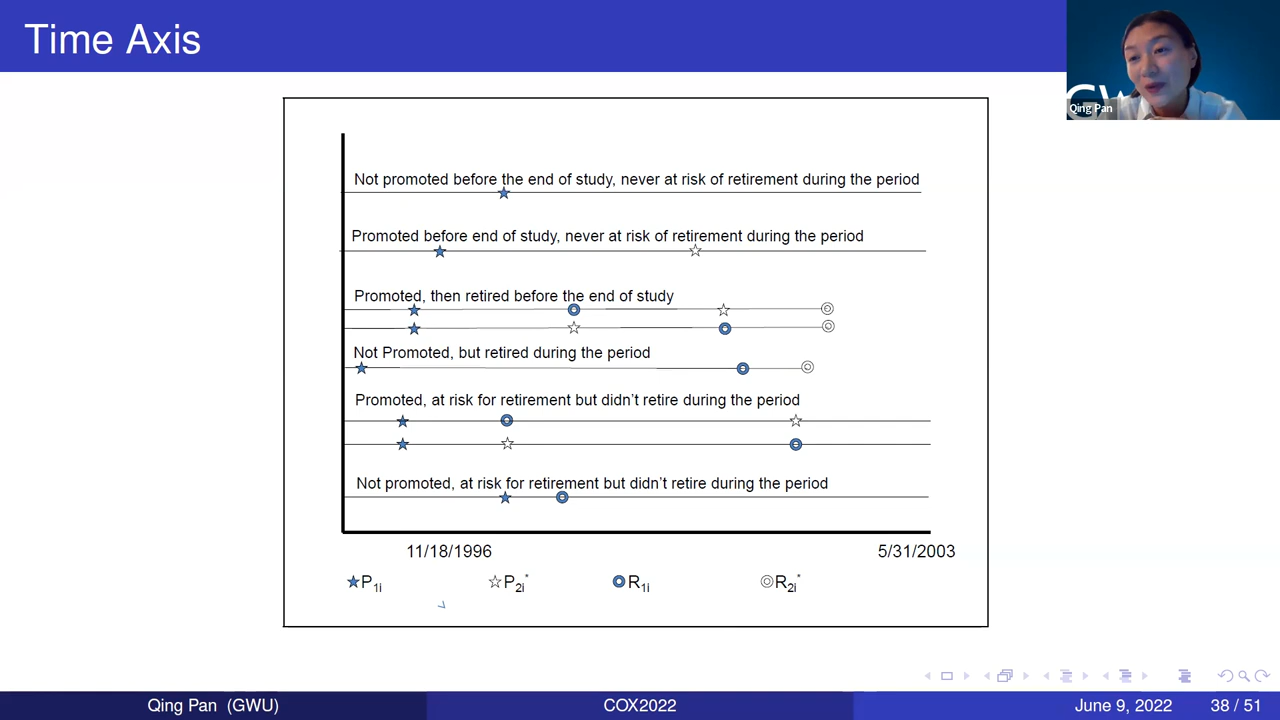 Time Axis
GW
Qing Pan
Not promoted before the end of study, never at risk of retirement during the period
Promoted before end of study, never at risk of retirement during the period
Promoted, then retired before the end of study
Not Promoted, but retired during the period
Promoted, at risk for retirement but didn’t retire during the period
Not promoted, at risk for retirement but didn’t retire during the period
11/18/1996 5/31/2003
P1i P2i* R1i R2i*
Qing Pan (GWU) COX2022 June 9, 2022 38 / 51